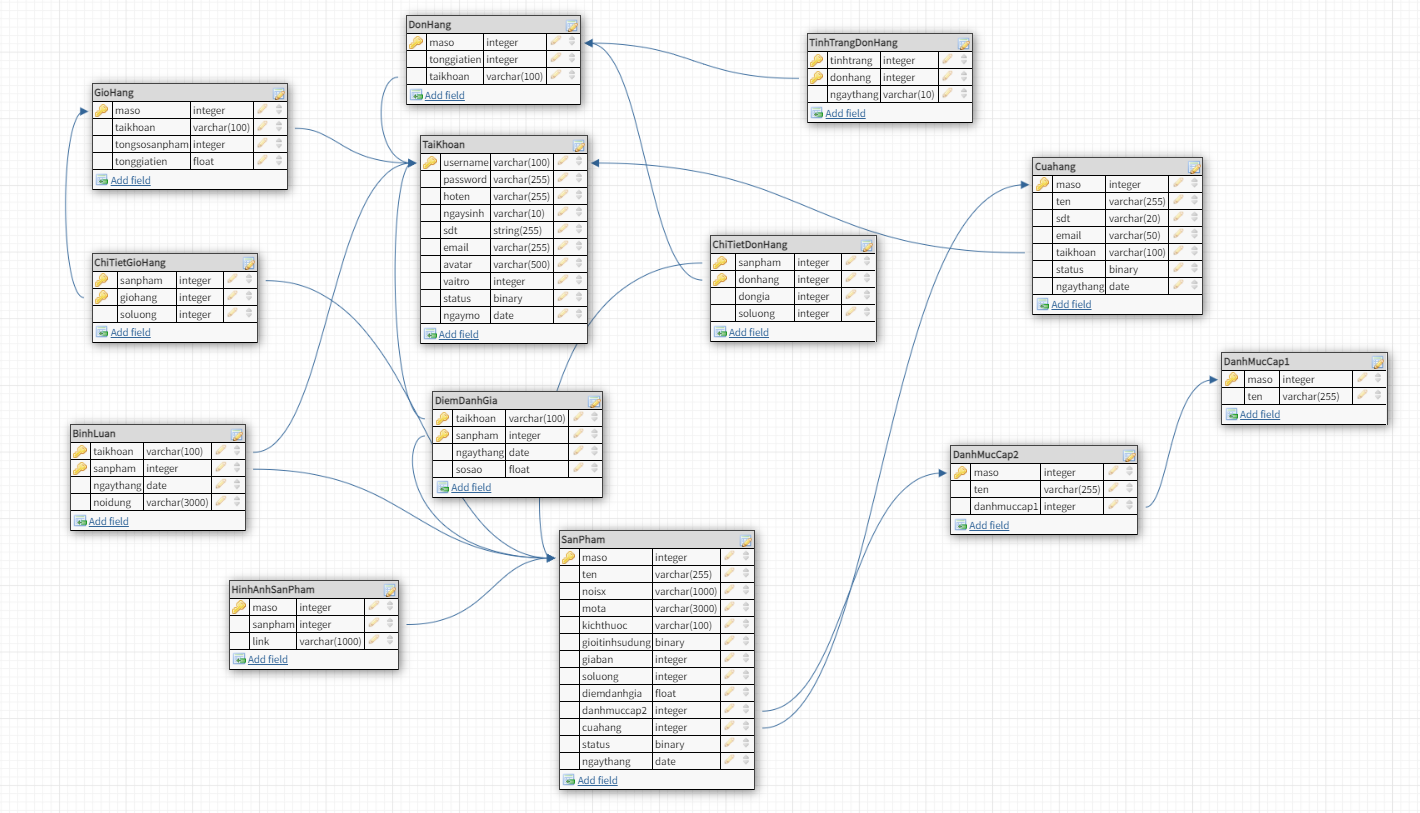 DonHang
maso integer
tonggiatien integer
taikhoan varchar(100)
Add field
TinhTrangDonHang
tinhtrang integer
donhang integer
ngaythang varchar(10)
Add field
GioHang
maso integer
taikhoan varchar(100)
tongsosanpham integer
tonggiatien float
Add field
TaiKhoan
username varchar(100)
password varchar(255)
hoten varchar(255)
ngaysinh varchar(10)
sdt string(255)
email varchar(255)
avatar varchar(500)
vaitro integer
status binary
ngaymo date
Add field
Cuahang
maso integer
ten varchar(255)
sdt varchar(20)
email varchar(50)
taikhoan varchar(100)
status binary
ngaythang date
Add field
ChiTietDonHang
sanpham integer
donhang integer
dongia integer
soluong integer
Add field
ChiTietGioHang
sanpham integer
giohang integer
soluong integer
Add field
DanhMucCap1
maso integer
ten varchar(255)
Add field
DiemDanhGia
taikhoan varchar(100)
sanpham integer
ngaythang date
sosao float
Add field
BinhLuan
taikhoan varchar(100)
sanpham integer
ngaythang date
noidung varchar(3000)
Add field
DanhMucCap2
maso integer
ten varchar(255)
danhmuccap1 integer
Add field
SanPham
maso integer
ten varchar(255)
noisx varchar(1000)
mota varchar(3000)
kichthuoc varchar(100)
gioitinhsudung binary
giaban integer
soluong integer
diemdanhgia float
danhmuccap2 integer
cuahang integer
status binary
ngaythang date
Add field
HinhAnhSanPham
maso integer
sanpham integer
link varchar(1000)
Add field